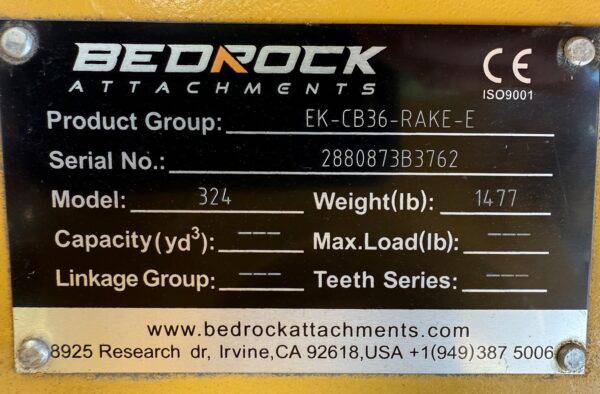 BEDROCK
ATTACHMENTS
CE
ISO9001
Product Group: EK-CB36-RAKE-E
Serial No.: 2880873B3762
Model: 324 Weight(lb): 1477
Capacity(yd³): --- Max.Load(lb): ---
Linkage Group: --- Teeth Series: ---
www.bedrockattachments.com
8925 Research dr, Irvine,CA 92618,USA +1(949)387 5006